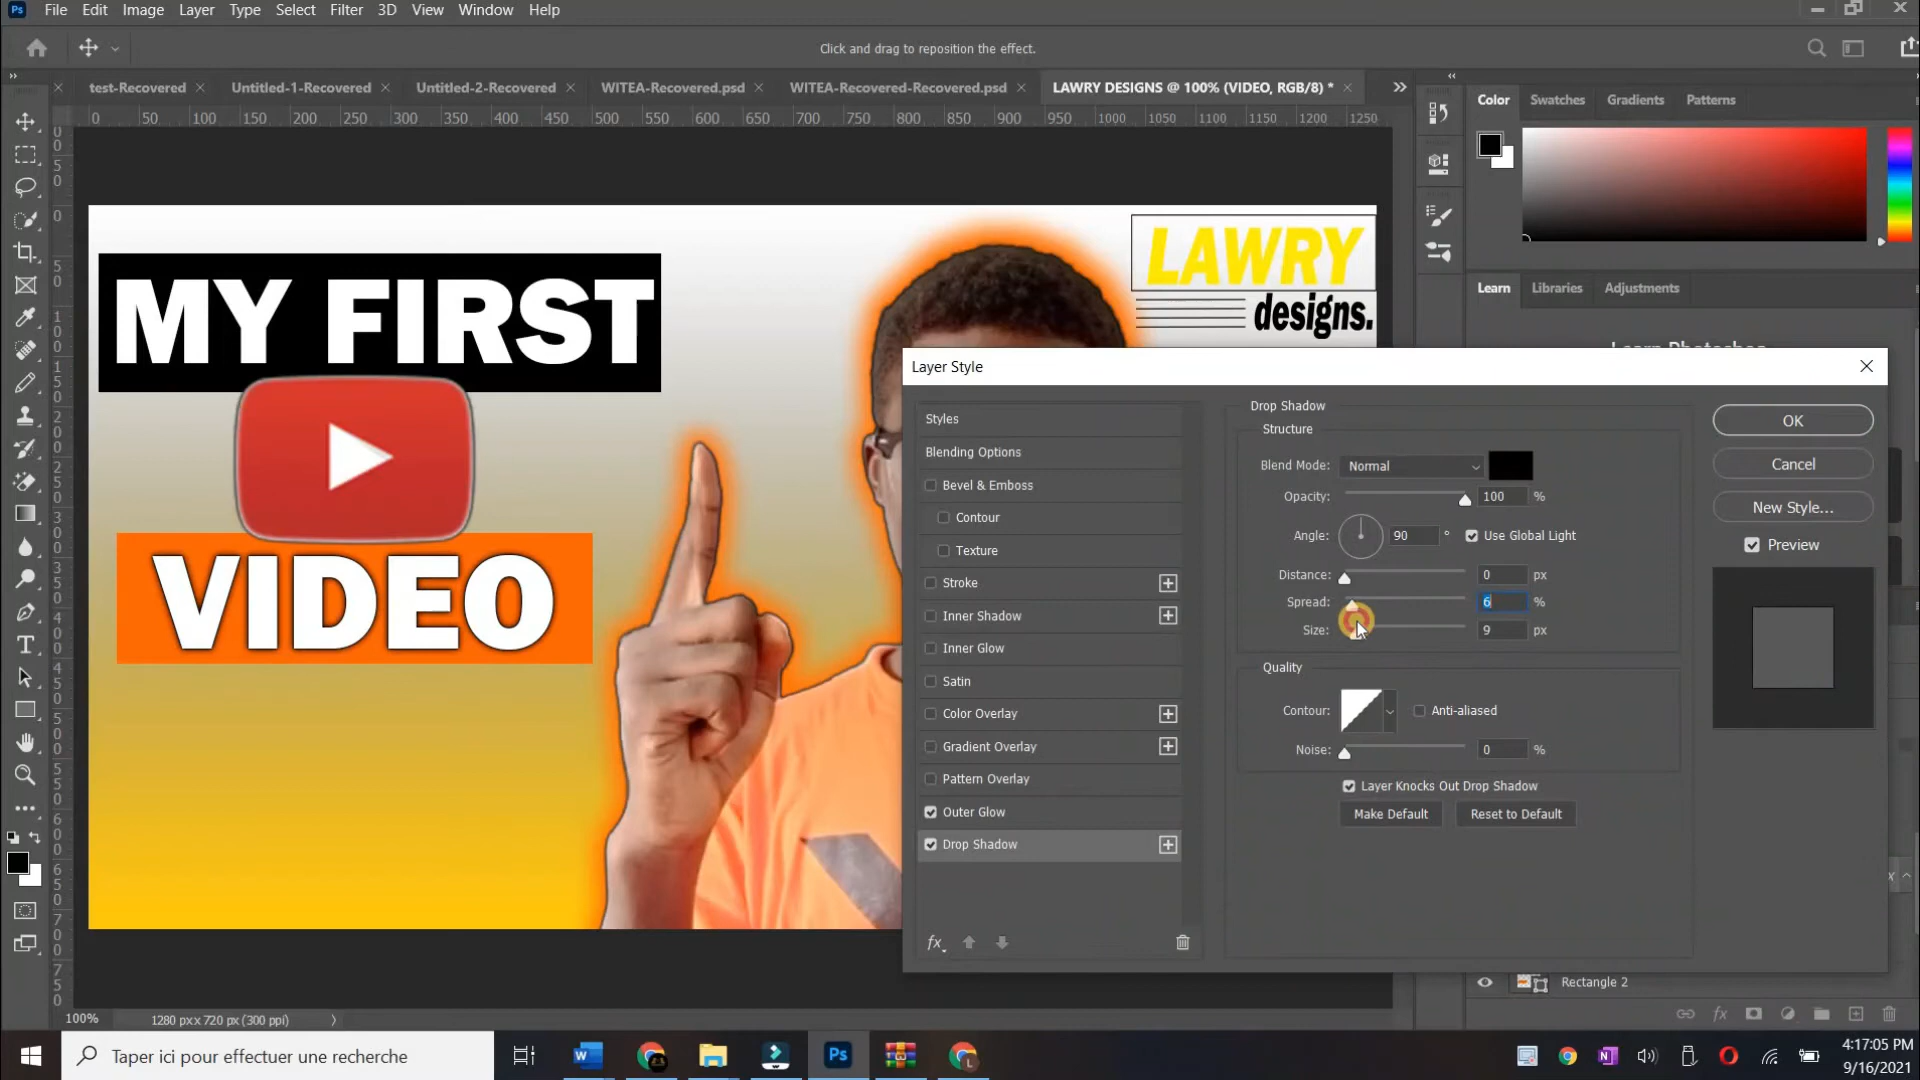 Ps File Edit Image Layer Type Select Filter 3D View Window Help
Click and drag to reposition the effect.
test-Recovered × Untitled-1-Recovered × Untitled-2-Recovered × WITEA-Recovered.psd × WITEA-Recovered-Recovered.psd × LAWRY DESIGNS @ 100% (VIDEO, RGB/8) * ×
Color Swatches Gradients Patterns
0 50 100 150 200 250 300 350 400 450 500 550 600 650 700 750 800 850 900 950 1000 1050 1100 1150 1200 1250
LAWRY
designs.
MY FIRST
VIDEO
Learn Libraries Adjustments
Layer Style
Styles
Blending Options
Bevel & Emboss
Contour
Texture
Stroke
Inner Shadow
Inner Glow
Satin
Color Overlay
Gradient Overlay
Pattern Overlay
Outer Glow
Drop Shadow
fx
Drop Shadow
Structure
Blend Mode: Normal
Opacity: 100 %
Angle: 90 ° Use Global Light
Distance: 0 px
Spread: 6 %
Size: 9 px
Quality
Contour: Anti-aliased
Noise: 0 %
Layer Knocks Out Drop Shadow
Make Default Reset to Default
OK
Cancel
New Style...
Preview
Rectangle 2
fx
100% 1280 px x 720 px (300 ppi)
Taper ici pour effectuer une recherche
4:17:05 PM
9/16/2021